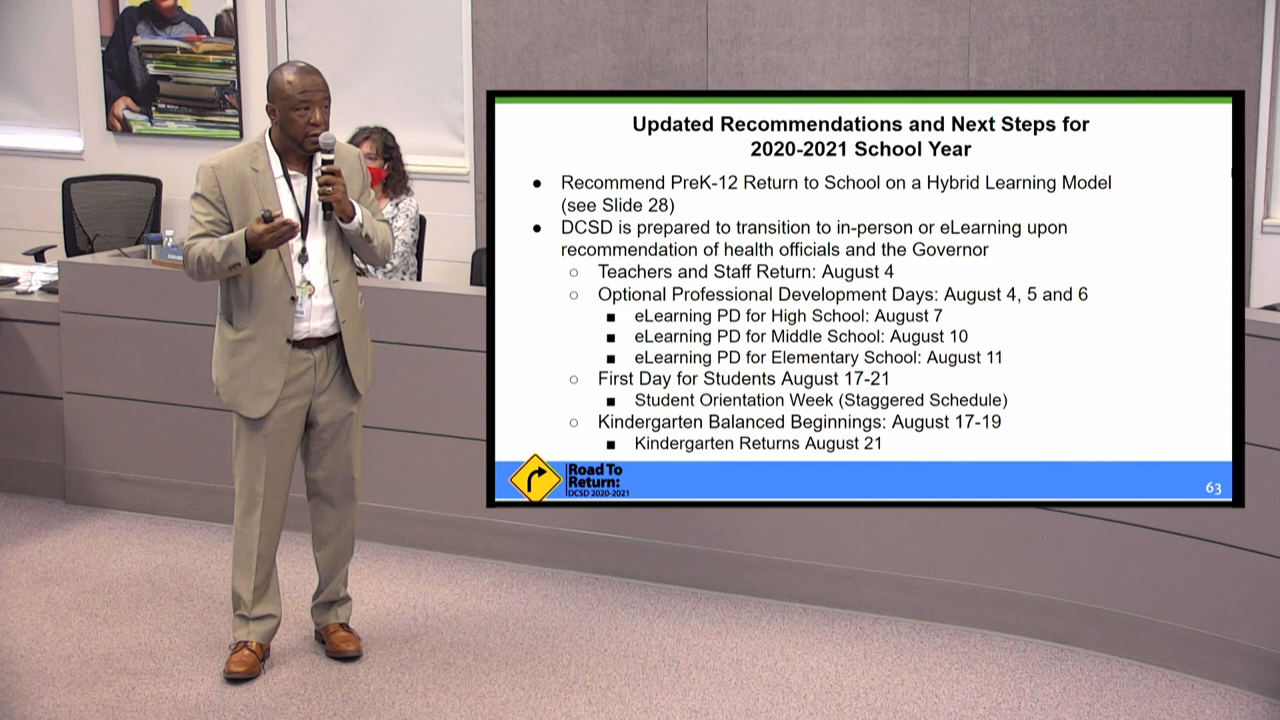 Updated Recommendations and Next Steps for
2020-2021 School Year
● Recommend PreK-12 Return to School on a Hybrid Learning Model
(see Slide 28)
● DCSD is prepared to transition to in-person or eLearning upon
recommendation of health officials and the Governor
○ Teachers and Staff Return: August 4
○ Optional Professional Development Days: August 4, 5 and 6
■ eLearning PD for High School: August 7
■ eLearning PD for Middle School: August 10
■ eLearning PD for Elementary School: August 11
○ First Day for Students August 17-21
■ Student Orientation Week (Staggered Schedule)
○ Kindergarten Balanced Beginnings: August 17-19
■ Kindergarten Returns August 21
Road To
Return:
DCSD 2020-2021
63